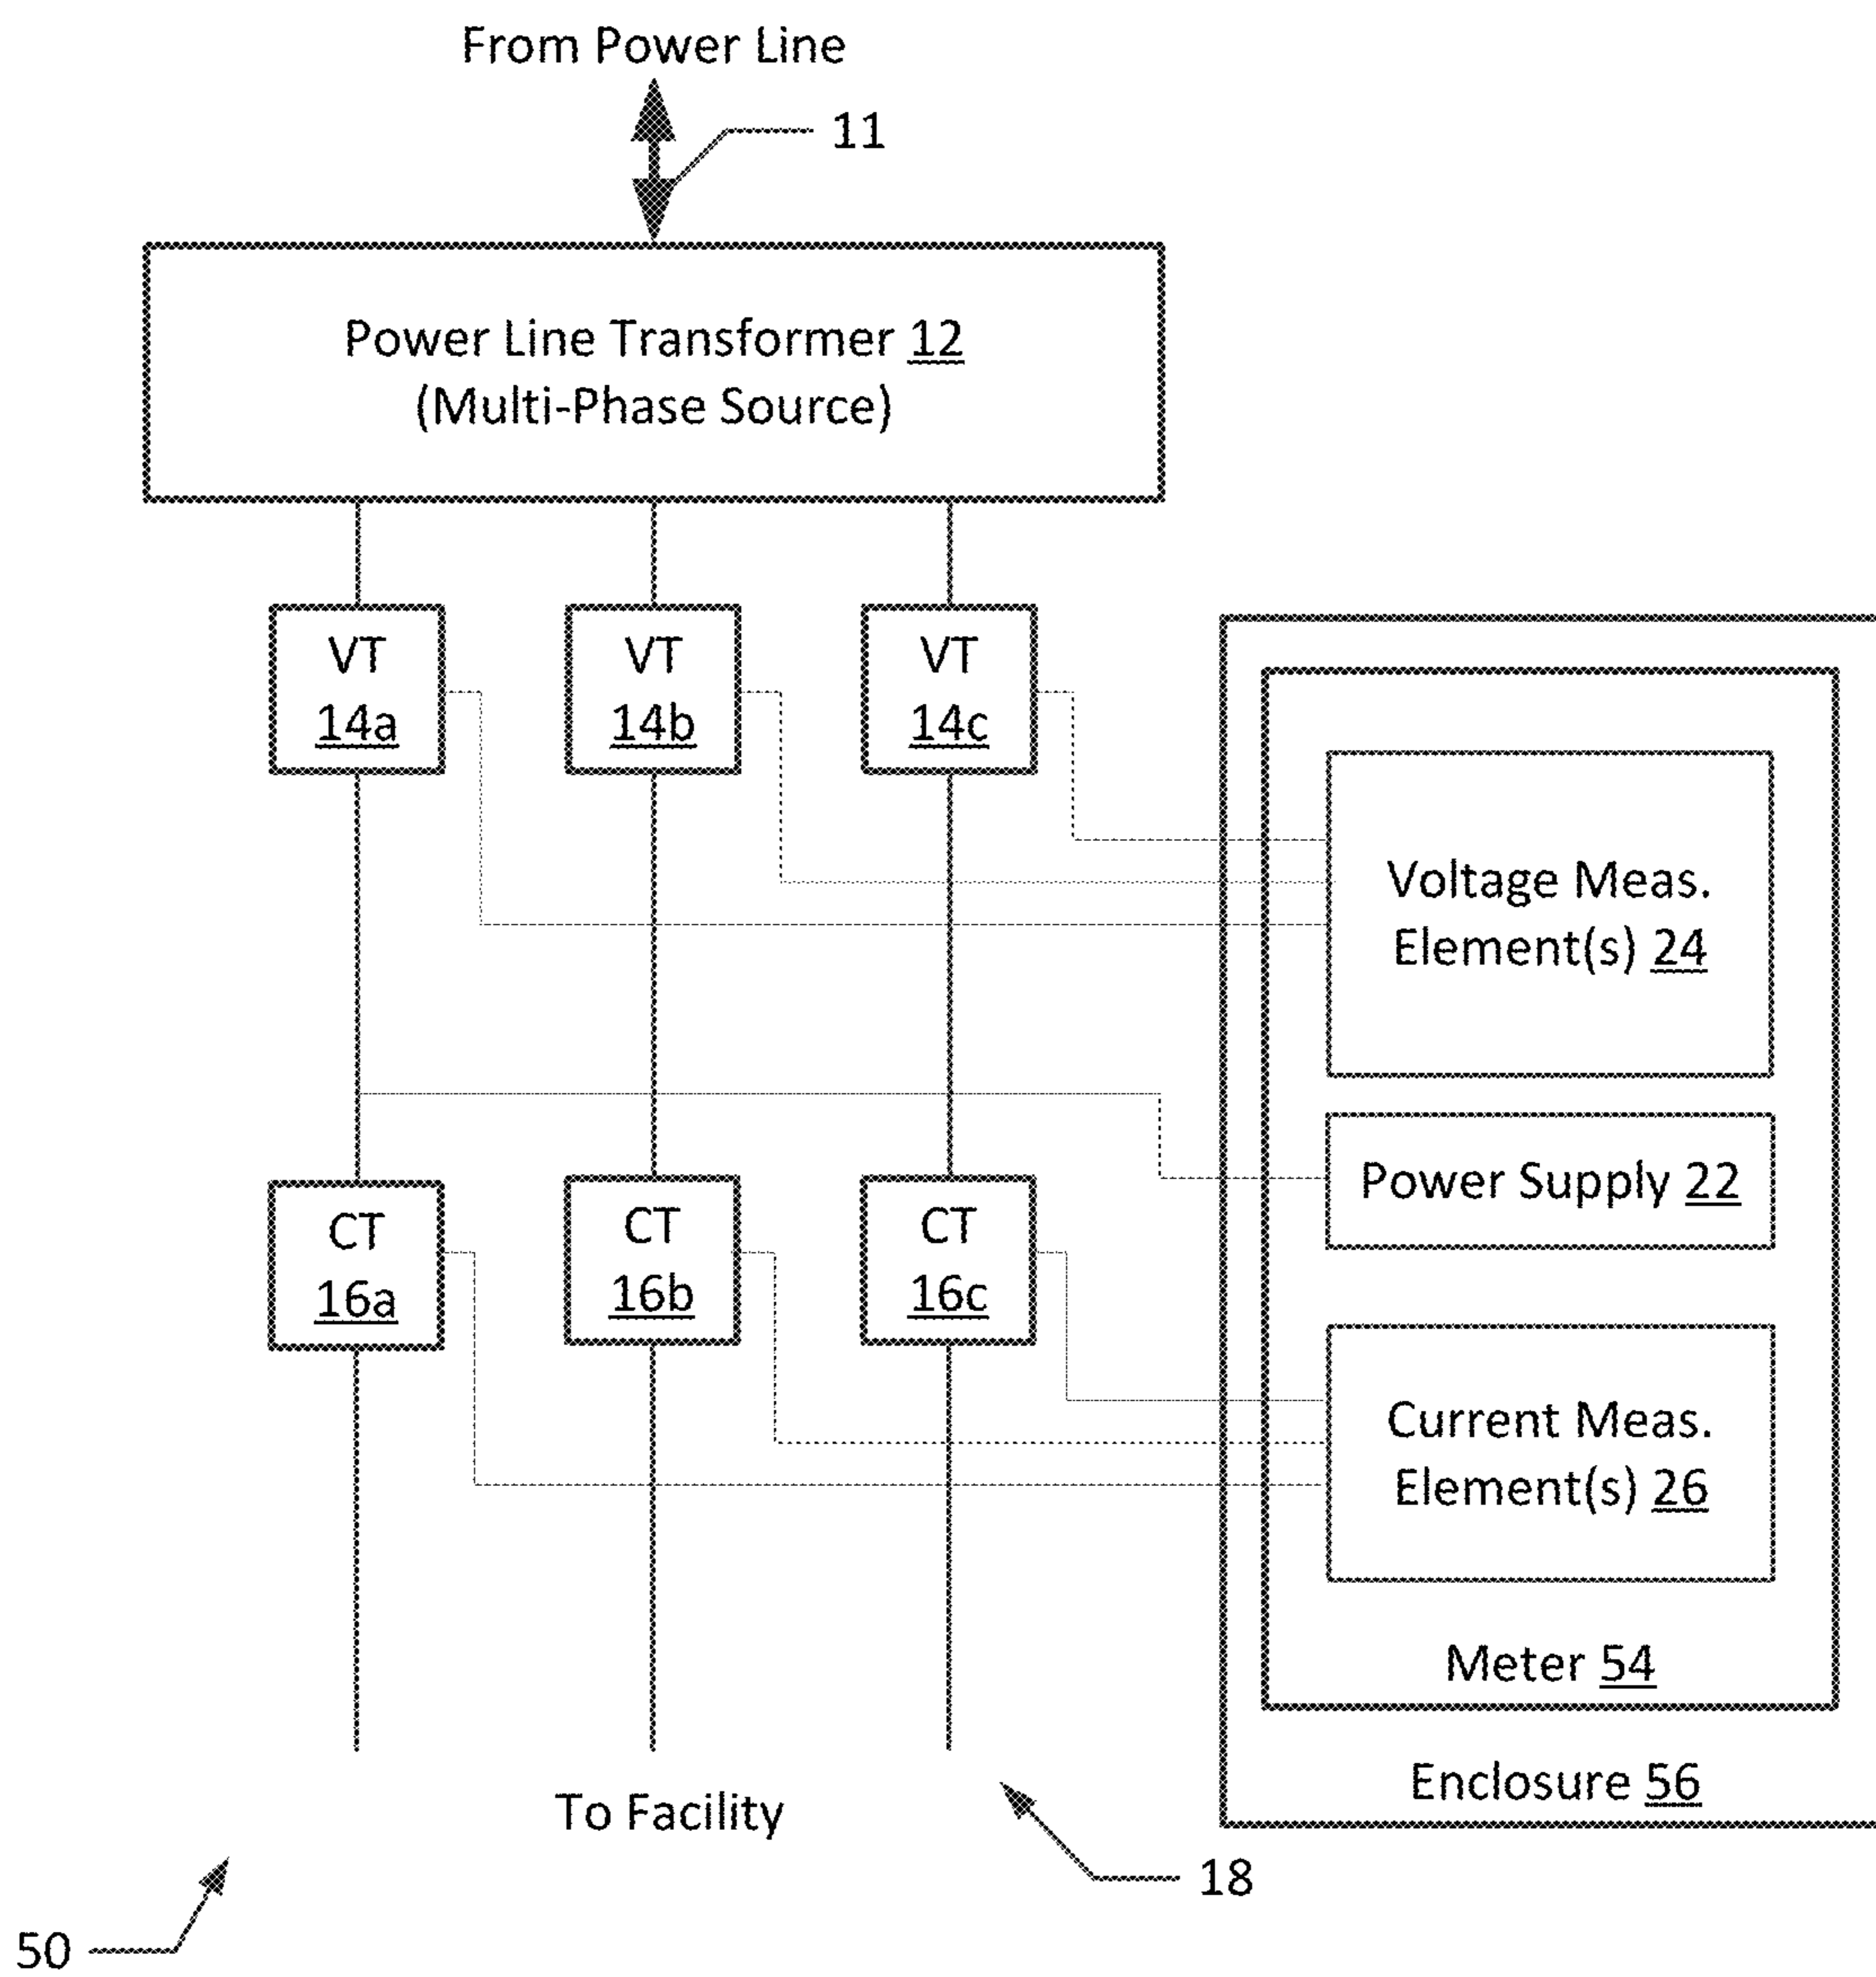 From Power Line
11
Power Line Transformer 12
(Multi-Phase Source)
VT
14a
VT
14b
VT
14c
Voltage Meas.
Element(s) 24
Power Supply 22
CT
16a
CT
16b
CT
16c
Current Meas.
Element(s) 26
Meter 54
Enclosure 56
To Facility
18
50